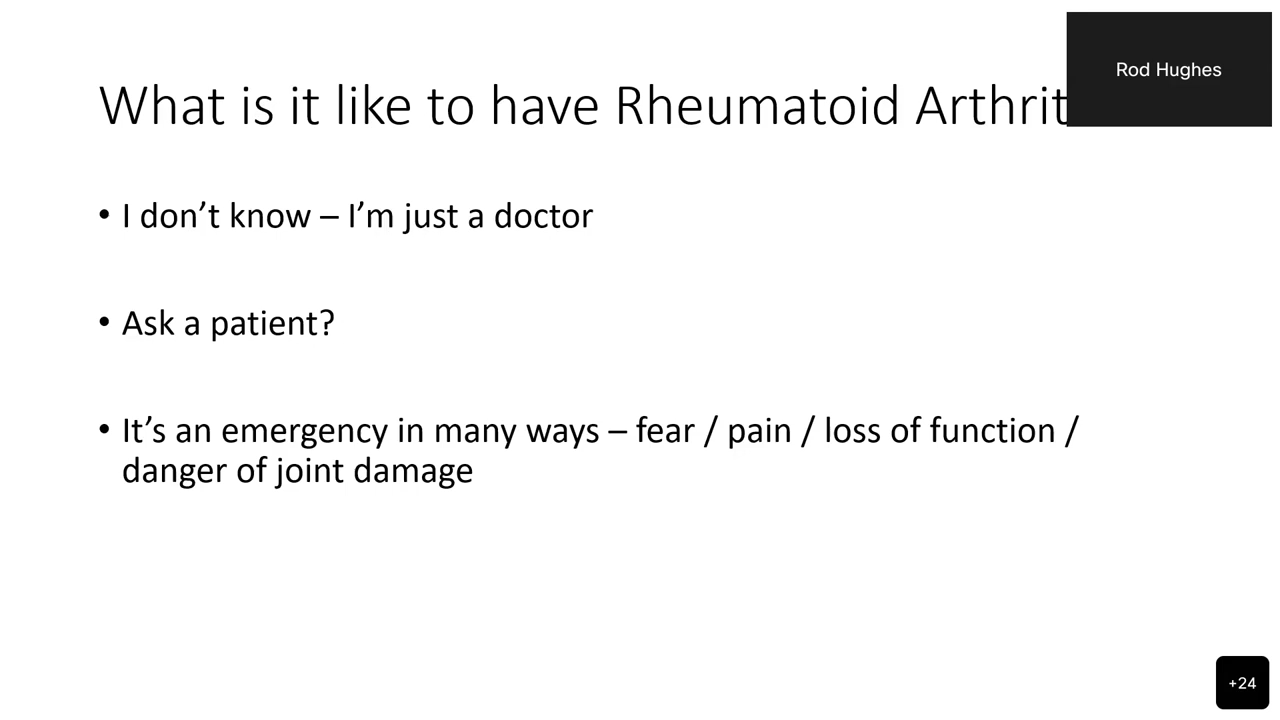 Rod Hughes
What is it like to have Rheumatoid Arthrit
• I don’t know – I’m just a doctor
• Ask a patient?
• It’s an emergency in many ways – fear / pain / loss of function /
danger of joint damage
+24